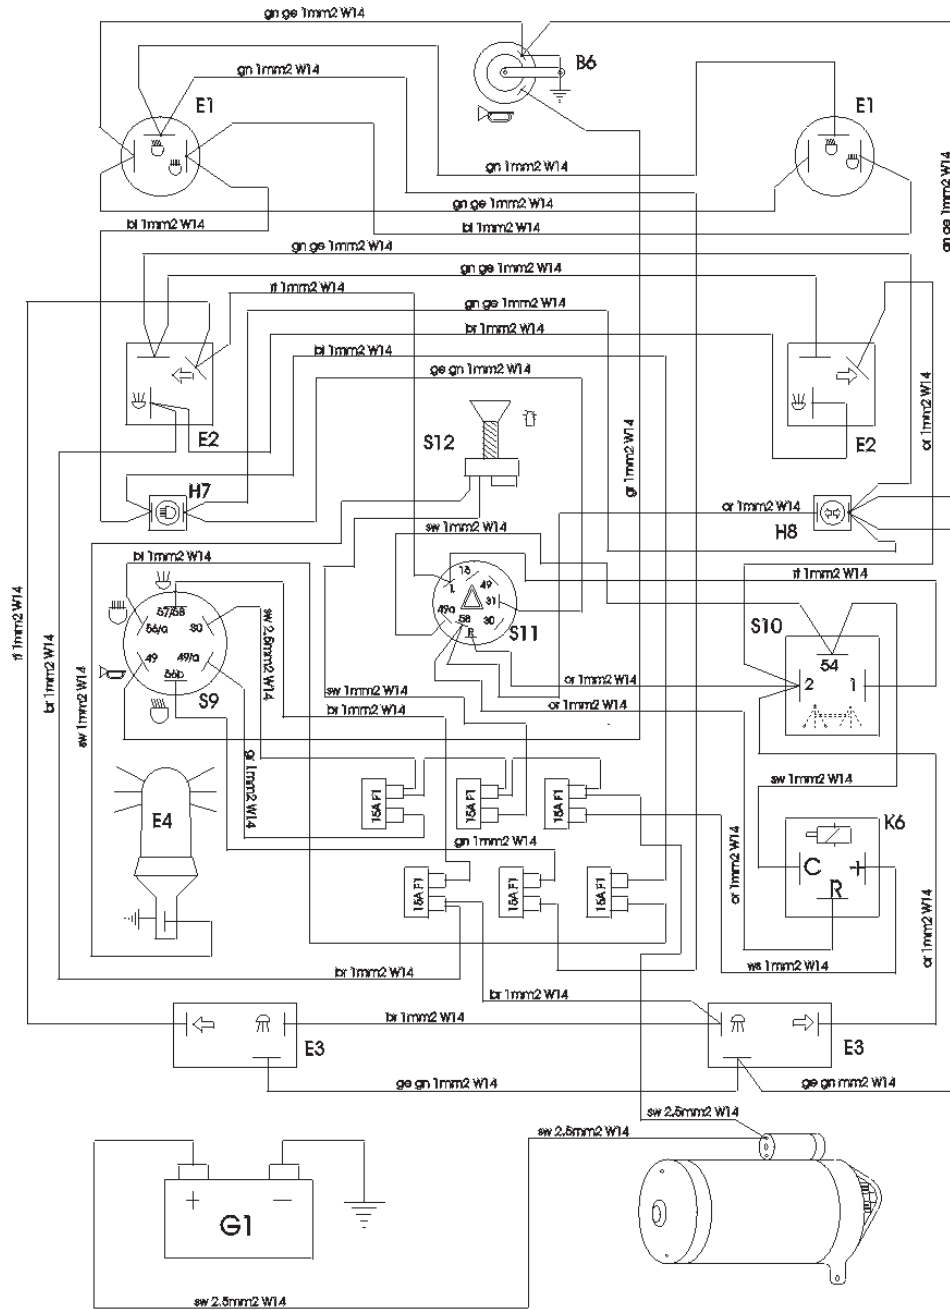 gn ge 1mm2 W14
B6
gn 1mm2 W14
E1
E1
gn 1mm2 W14
gn ge 1mm2 W14
gn ge 1mm2 W14
bl 1mm2 W14
bl 1mm2 W14
gn ge 1mm2 W14
gn ge 1mm2 W14
rt 1mm2 W14
gn ge 1mm2 W14
br 1mm2 W14
bl 1mm2 W14
ge gn 1mm2 W14
or 1mm2 W14
E2
S12
E2
gr 1mm2 W14
H7
or 1mm2 W14
H8
sw 1mm2 W14
bl 1mm2 W14
rt 1mm2 W14
15
1.
49
31
49a
58
30
R
S11
sw 2.5mm2 W14
57/58
56/a
30
49
49/a
56b
S9
S10
54
2
1
rt 1mm2 W14
br 1mm2 W14
sw 1mm2 W14
or 1mm2 W14
sw 1mm2 W14
or 1mm2 W14
br 1mm2 W14
gr 1mm2 W14
sw 1mm2 W14
15A F1
15A F1
15A F1
E4
K6
gn 1mm2 W14
C
+
R
or 1mm2 W14
15A F1
15A F1
15A F1
or 1mm2 W14
br 1mm2 W14
ws 1mm2 W14
br 1mm2 W14
br 1mm2 W14
E3
E3
ge gn 1mm2 W14
ge gn mm2 W14
sw 2.5mm2 W14
sw 2.5mm2 W14
+
−
G1
sw 2.5mm2 W14